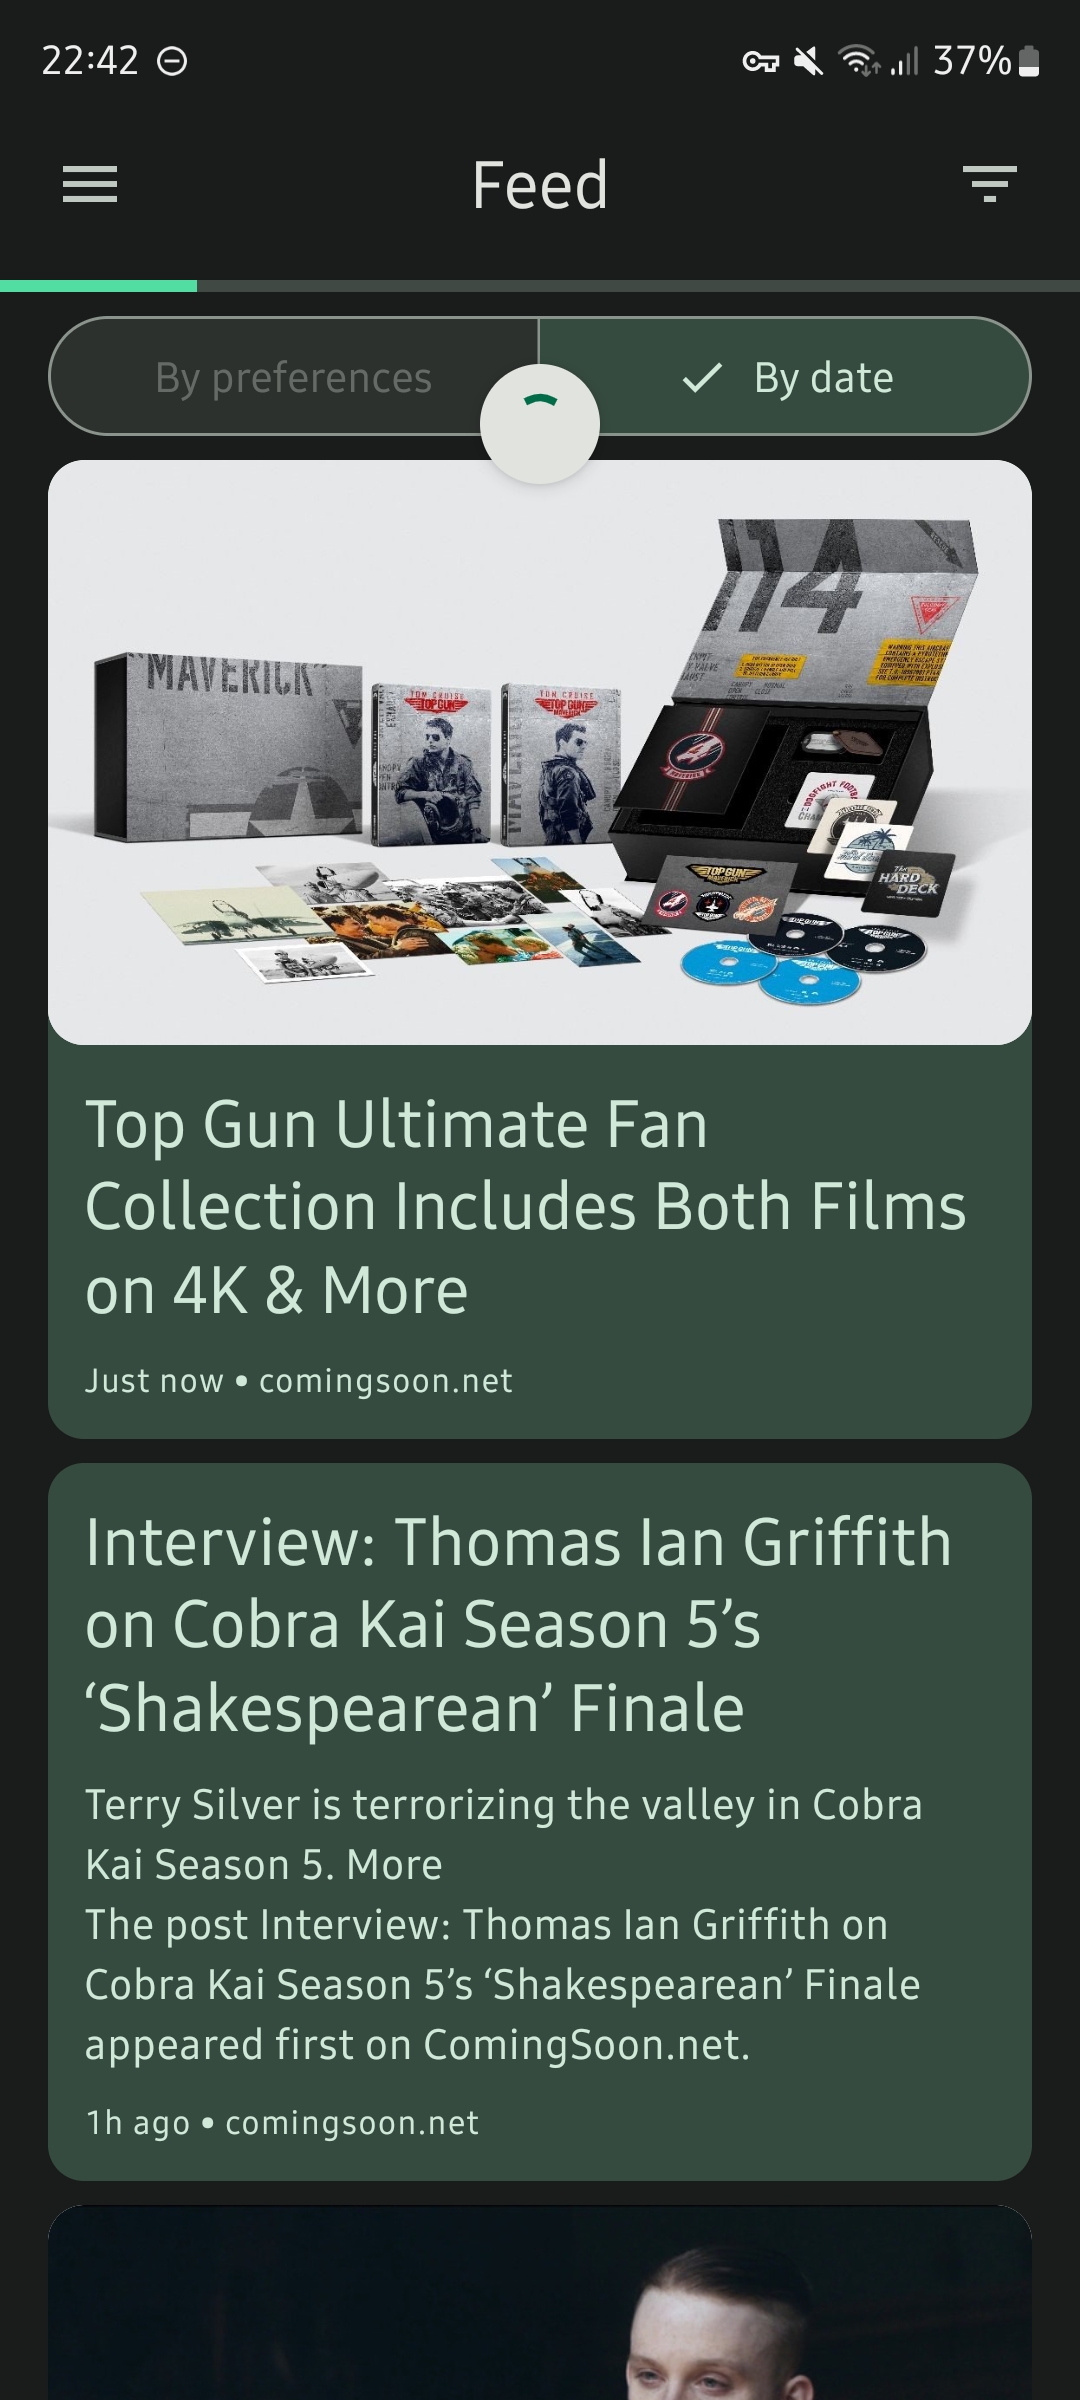 22:42
37%
Feed
By preferences
By date
"MAVERICK"
114
TOM CRUISE
TOP GUN
TOM CRUISE
TOP GUN
MAVERICK
TOP GUN
MAVERICK
The
HARD
DECK
Top Gun Ultimate Fan
Collection Includes Both Films
on 4K & More
Just now • comingsoon.net
Interview: Thomas Ian Griffith
on Cobra Kai Season 5’s
‘Shakespearean’ Finale
Terry Silver is terrorizing the valley in Cobra
Kai Season 5. More
The post Interview: Thomas Ian Griffith on
Cobra Kai Season 5’s ‘Shakespearean’ Finale
appeared first on ComingSoon.net.
1h ago • comingsoon.net